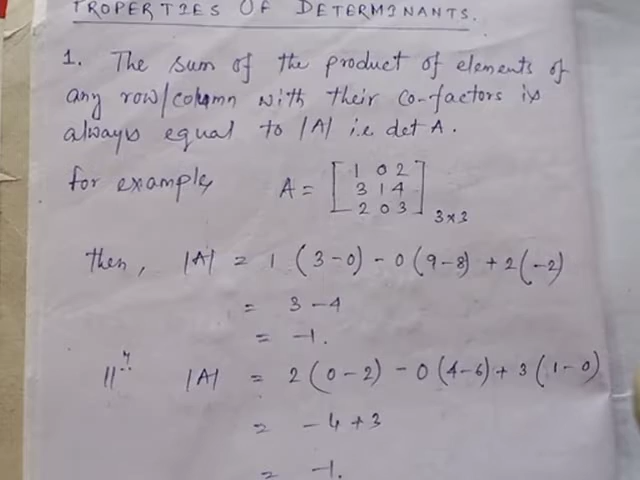 PROPERTIES OF DETERMINANTS.
1. The sum of the product of elements of
any row/column with their co-factors is
always equal to |A| i.e det A.
for example,
A = [ 1 0 2
3 1 4
2 0 3 ] 3x3
then, |A| = 1 (3-0) - 0 (9-8) + 2 (-2)
= 3 - 4
= -1.
|A| = 2 (0-2) - 0 (4-6) + 3 (1-0)
= -4 + 3
= -1.